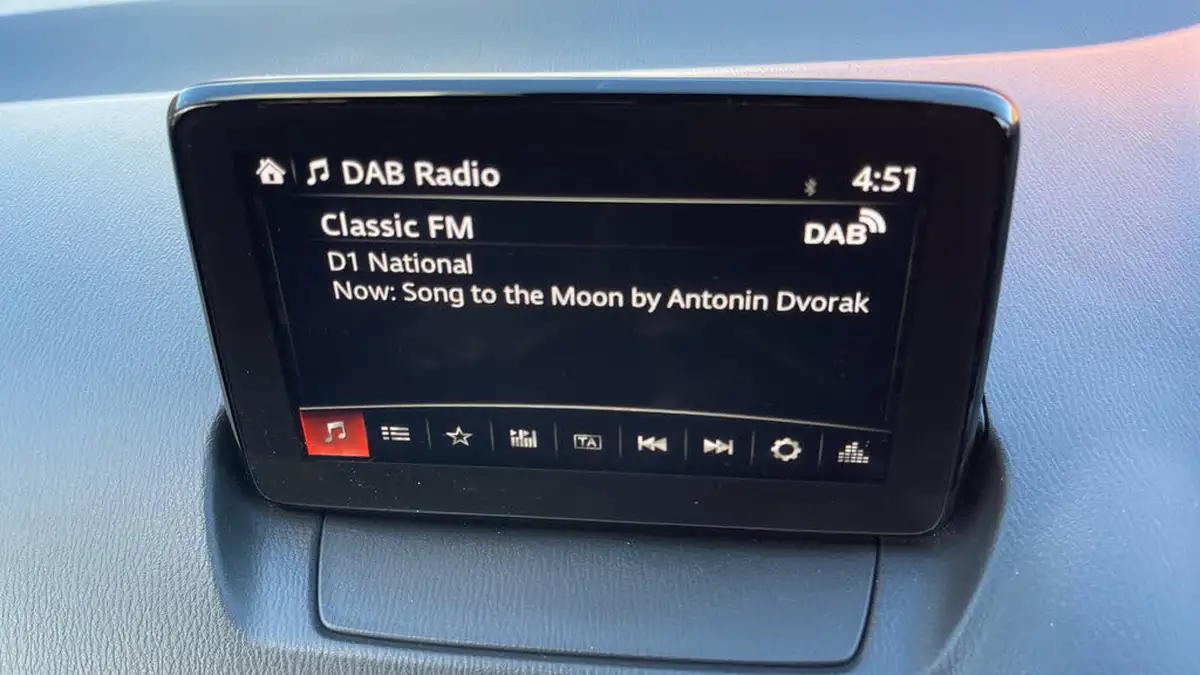 DAB Radio 4:51
Classic FM DAB
D1 National
Now: Song to the Moon by Antonin Dvorak
TA